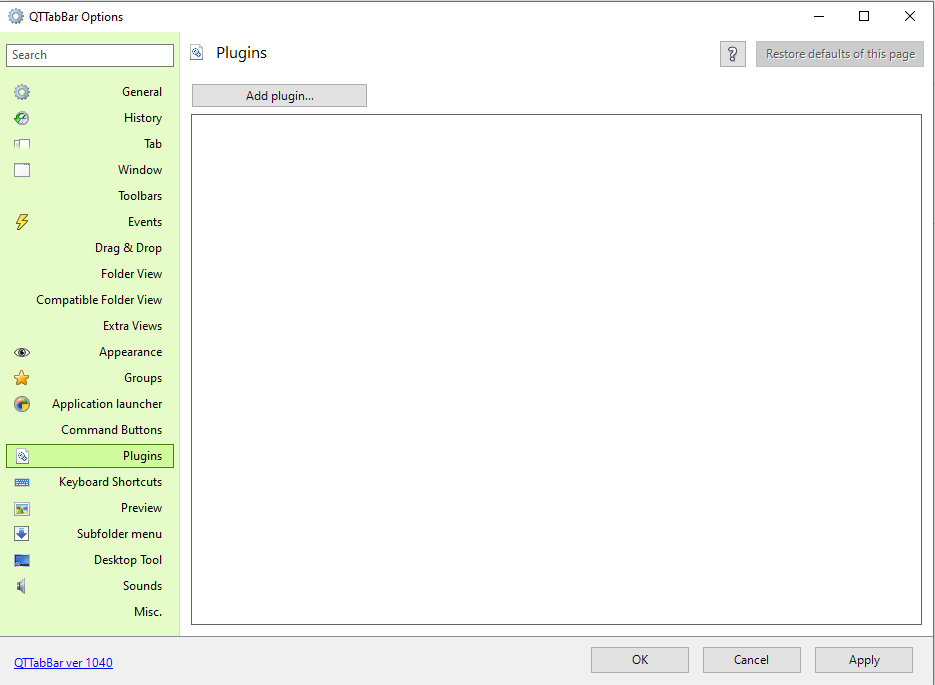 QTTabBar Options
Search
General
History
Tab
Window
Toolbars
Events
Drag & Drop
Folder View
Compatible Folder View
Extra Views
Appearance
Groups
Application launcher
Command Buttons
Plugins
Keyboard Shortcuts
Preview
Subfolder menu
Desktop Tool
Sounds
Misc.
Plugins
?
Restore defaults of this page
Add plugin...
QTTabBar ver 1040
OK
Cancel
Apply